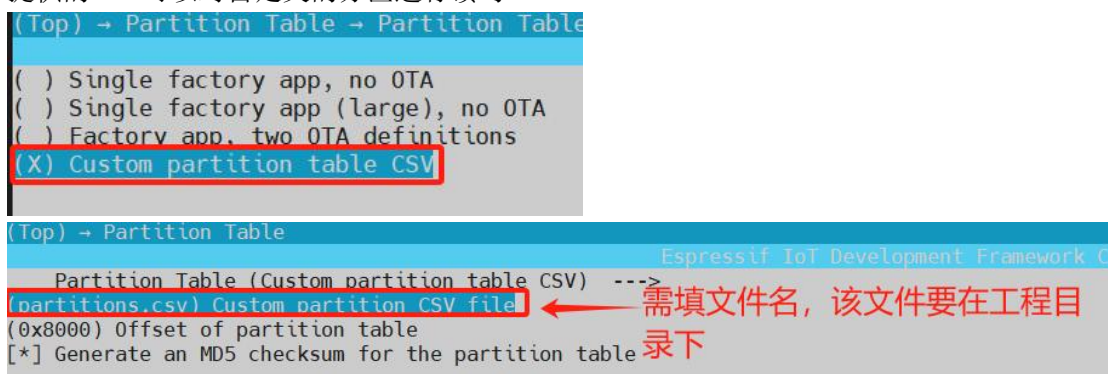 (Top) → Partition Table → Partition Table
( ) Single factory app, no OTA
( ) Single factory app (large), no OTA
( ) Factory app, two OTA definitions
(X) Custom partition table CSV
(Top) → Partition Table
Espressif IoT Development Framework C
Partition Table (Custom partition table CSV) --->
(partitions.csv) Custom partition CSV file
需填文件名，该文件要在工程目
录下
(0x8000) Offset of partition table
[*] Generate an MD5 checksum for the partition table